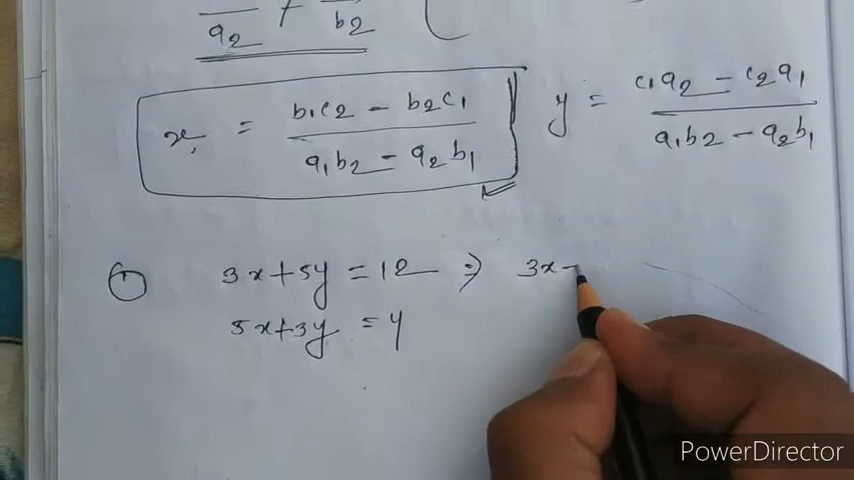 a2 + b2
x = b1c2 - b2c1 / a1b2 - a2b1 y = c1a2 - c2a1 / a1b2 - a2b1
① 3x+5y = 12 ⇒ 3x-
5x+3y = 4
PowerDirector